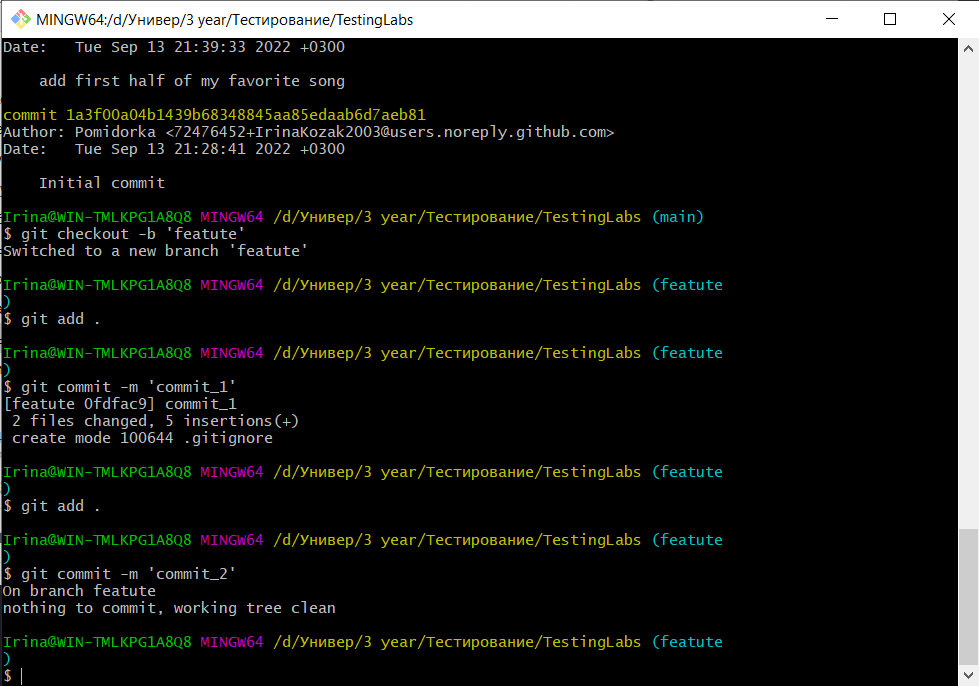 MINGW64:/d/Универ/3 year/Тестирование/TestingLabs
Date:   Tue Sep 13 21:39:33 2022 +0300
    add first half of my favorite song
commit 1a3f00a04b1439b68348845aa85edaab6d7aeb81
Author: Pomidorka <72476452+IrinaKozak2003@users.noreply.github.com>
Date:   Tue Sep 13 21:28:41 2022 +0300
    Initial commit
Irina@WIN-TMLKPG1A8Q8 MINGW64 /d/Универ/3 year/Тестирование/TestingLabs (main)
$ git checkout -b 'featute'
Switched to a new branch 'featute'
Irina@WIN-TMLKPG1A8Q8 MINGW64 /d/Универ/3 year/Тестирование/TestingLabs (featute
)
$ git add .
Irina@WIN-TMLKPG1A8Q8 MINGW64 /d/Универ/3 year/Тестирование/TestingLabs (featute
)
$ git commit -m 'commit_1'
[featute 0fdfac9] commit_1
 2 files changed, 5 insertions(+)
 create mode 100644 .gitignore
Irina@WIN-TMLKPG1A8Q8 MINGW64 /d/Универ/3 year/Тестирование/TestingLabs (featute
)
$ git add .
Irina@WIN-TMLKPG1A8Q8 MINGW64 /d/Универ/3 year/Тестирование/TestingLabs (featute
)
$ git commit -m 'commit_2'
On branch featute
nothing to commit, working tree clean
Irina@WIN-TMLKPG1A8Q8 MINGW64 /d/Универ/3 year/Тестирование/TestingLabs (featute
)
$